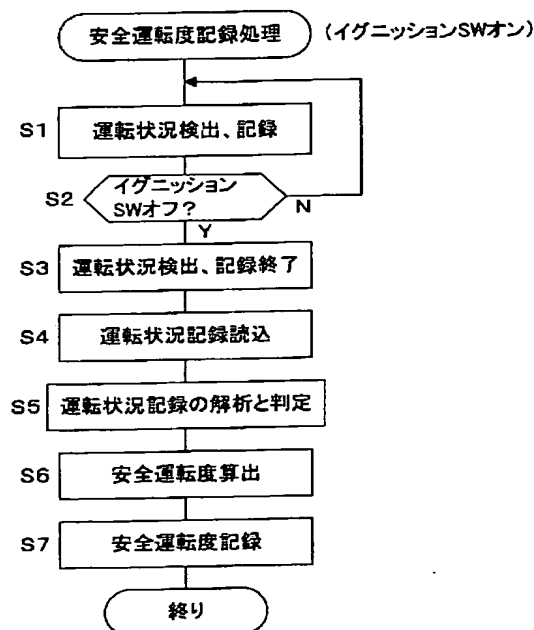 安全運転度記録処理
(イグニッションSWオン)
S1
運転状況検出、記録
S2
イグニッション
SWオフ?
N
Y
S3
運転状況検出、記録終了
S4
運転状況記録読込
S5
運転状況記録の解析と判定
S6
安全運転度算出
S7
安全運転度記録
終り